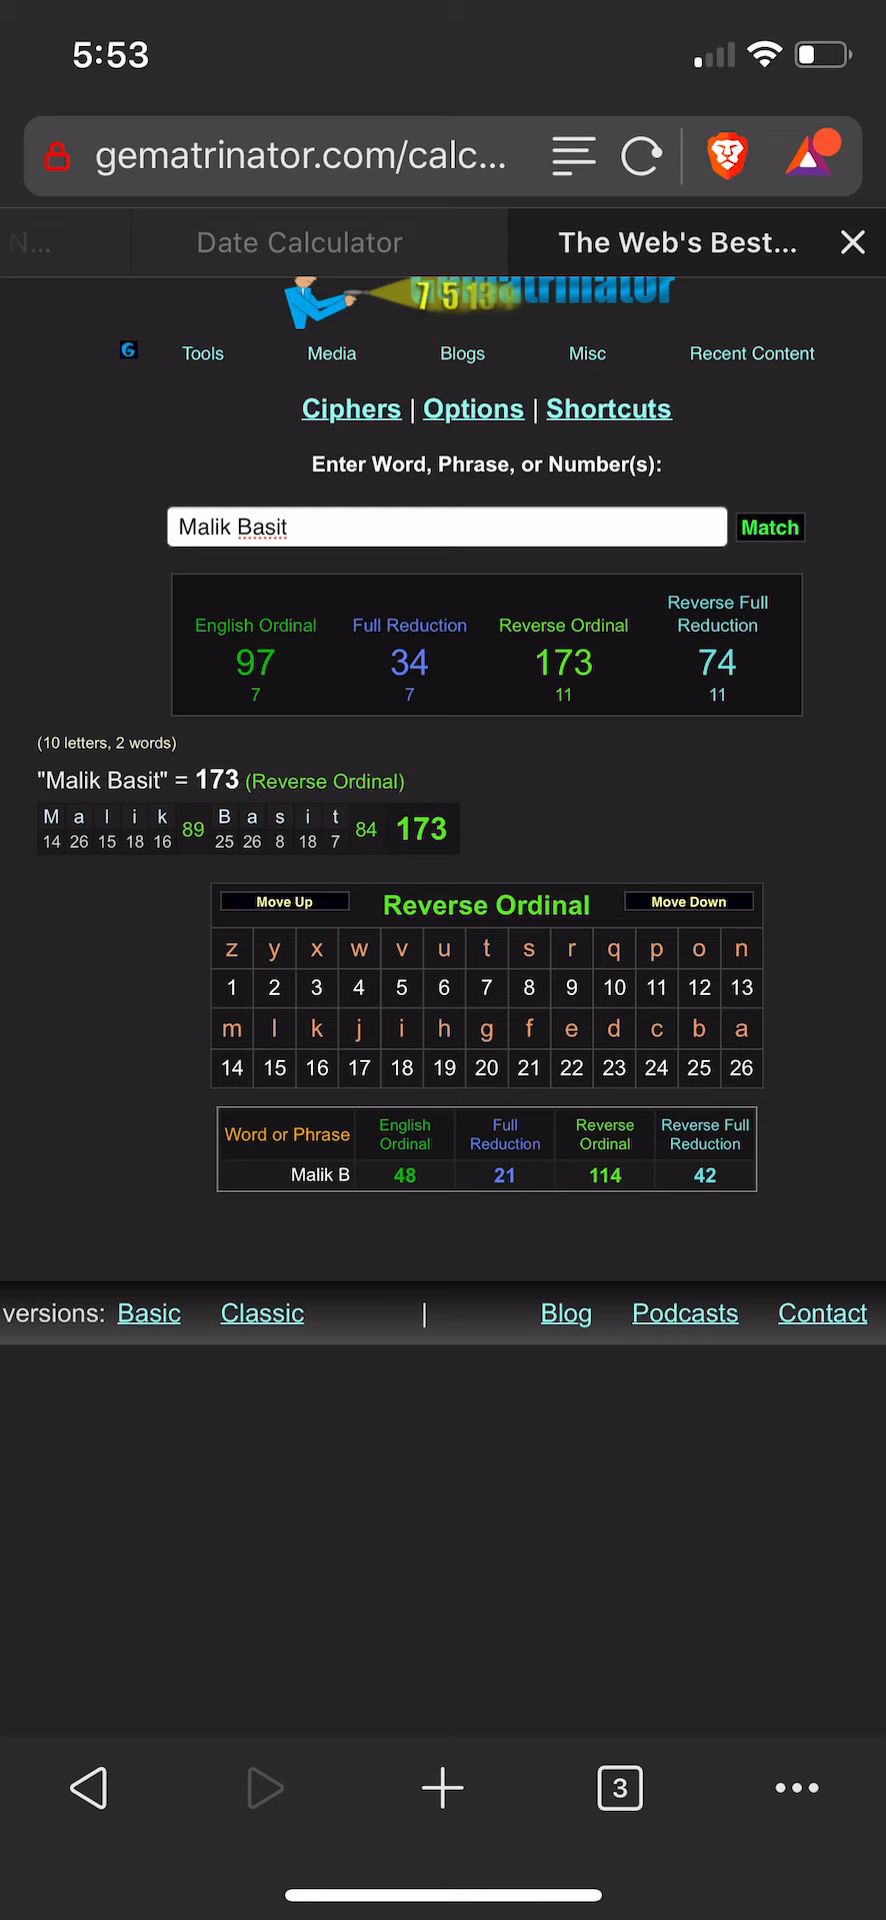 5:53
gematrinator.com/calc...
N... Date Calculator The Web's Best...
7 5 13
G Tools Media Blogs Misc Recent Content
Ciphers | Options | Shortcuts
Enter Word, Phrase, or Number(s):
Malik Basit Match
English Ordinal Full Reduction Reverse Ordinal Reverse Full Reduction
97 34 173 74
7 7 11 11
(10 letters, 2 words)
"Malik Basit" = 173 (Reverse Ordinal)
M a l i k 89 B a s i t 84 173
14 26 15 18 16 25 26 8 18 7
Move Up Reverse Ordinal Move Down
z y x w v u t s r q p o n
1 2 3 4 5 6 7 8 9 10 11 12 13
m l k j i h g f e d c b a
14 15 16 17 18 19 20 21 22 23 24 25 26
Word or Phrase English Ordinal Full Reduction Reverse Ordinal Reverse Full Reduction
Malik B 48 21 114 42
versions: Basic Classic | Blog Podcasts Contact
3